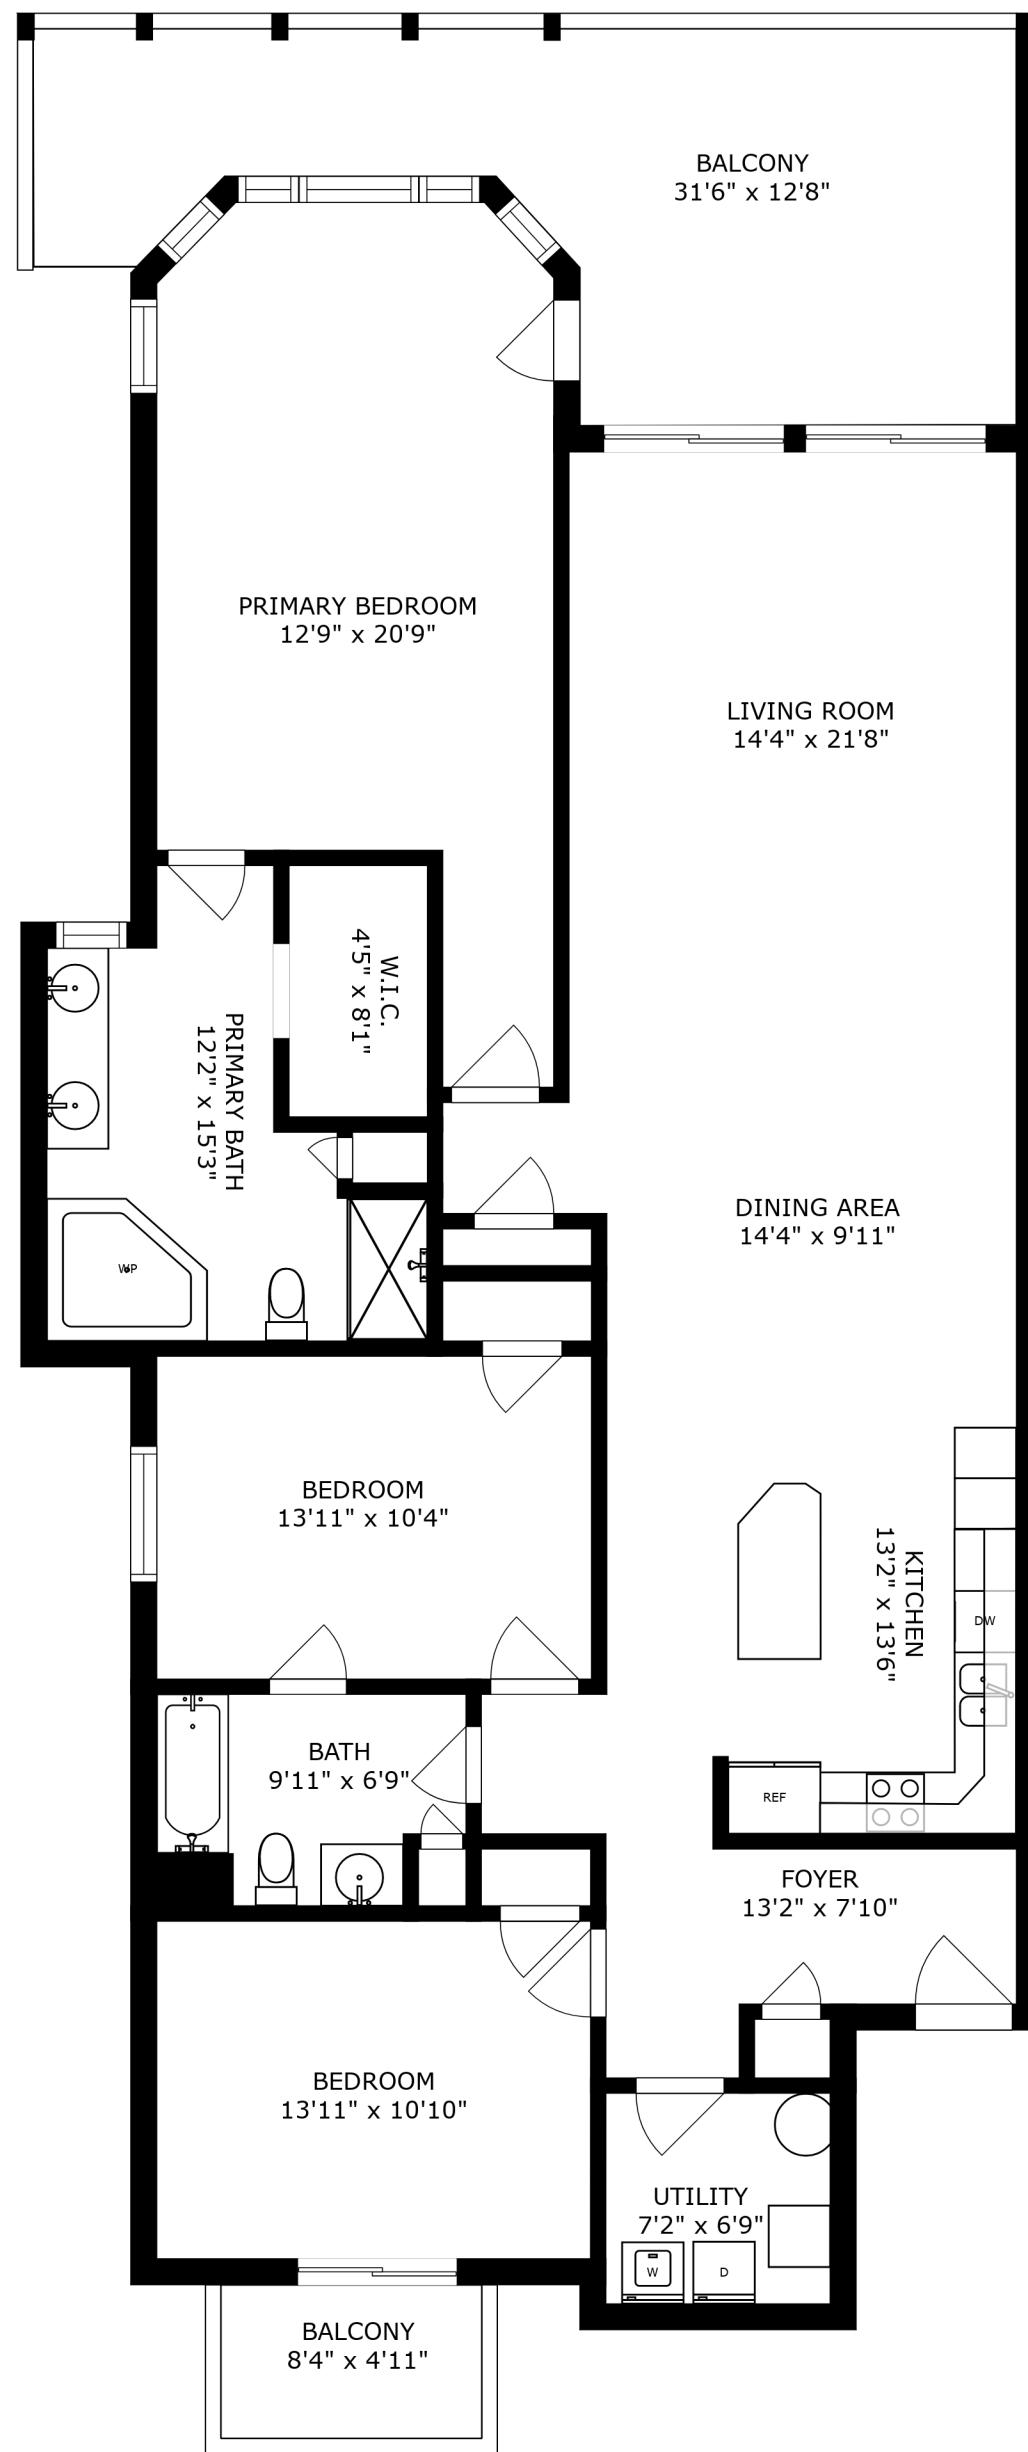 BALCONY
31'6" x 12'8"
PRIMARY BEDROOM
12'9" x 20'9"
LIVING ROOM
14'4" x 21'8"
W.I.C.
4'5" x 8'1"
PRIMARY BATH
12'2" x 15'3"
DINING AREA
14'4" x 9'11"
WP
BEDROOM
13'11" x 10'4"
KITCHEN
13'2" x 13'6"
DW
BATH
9'11" x 6'9"
REF
FOYER
13'2" x 7'10"
BEDROOM
13'11" x 10'10"
UTILITY
7'2" x 6'9"
W
D
BALCONY
8'4" x 4'11"